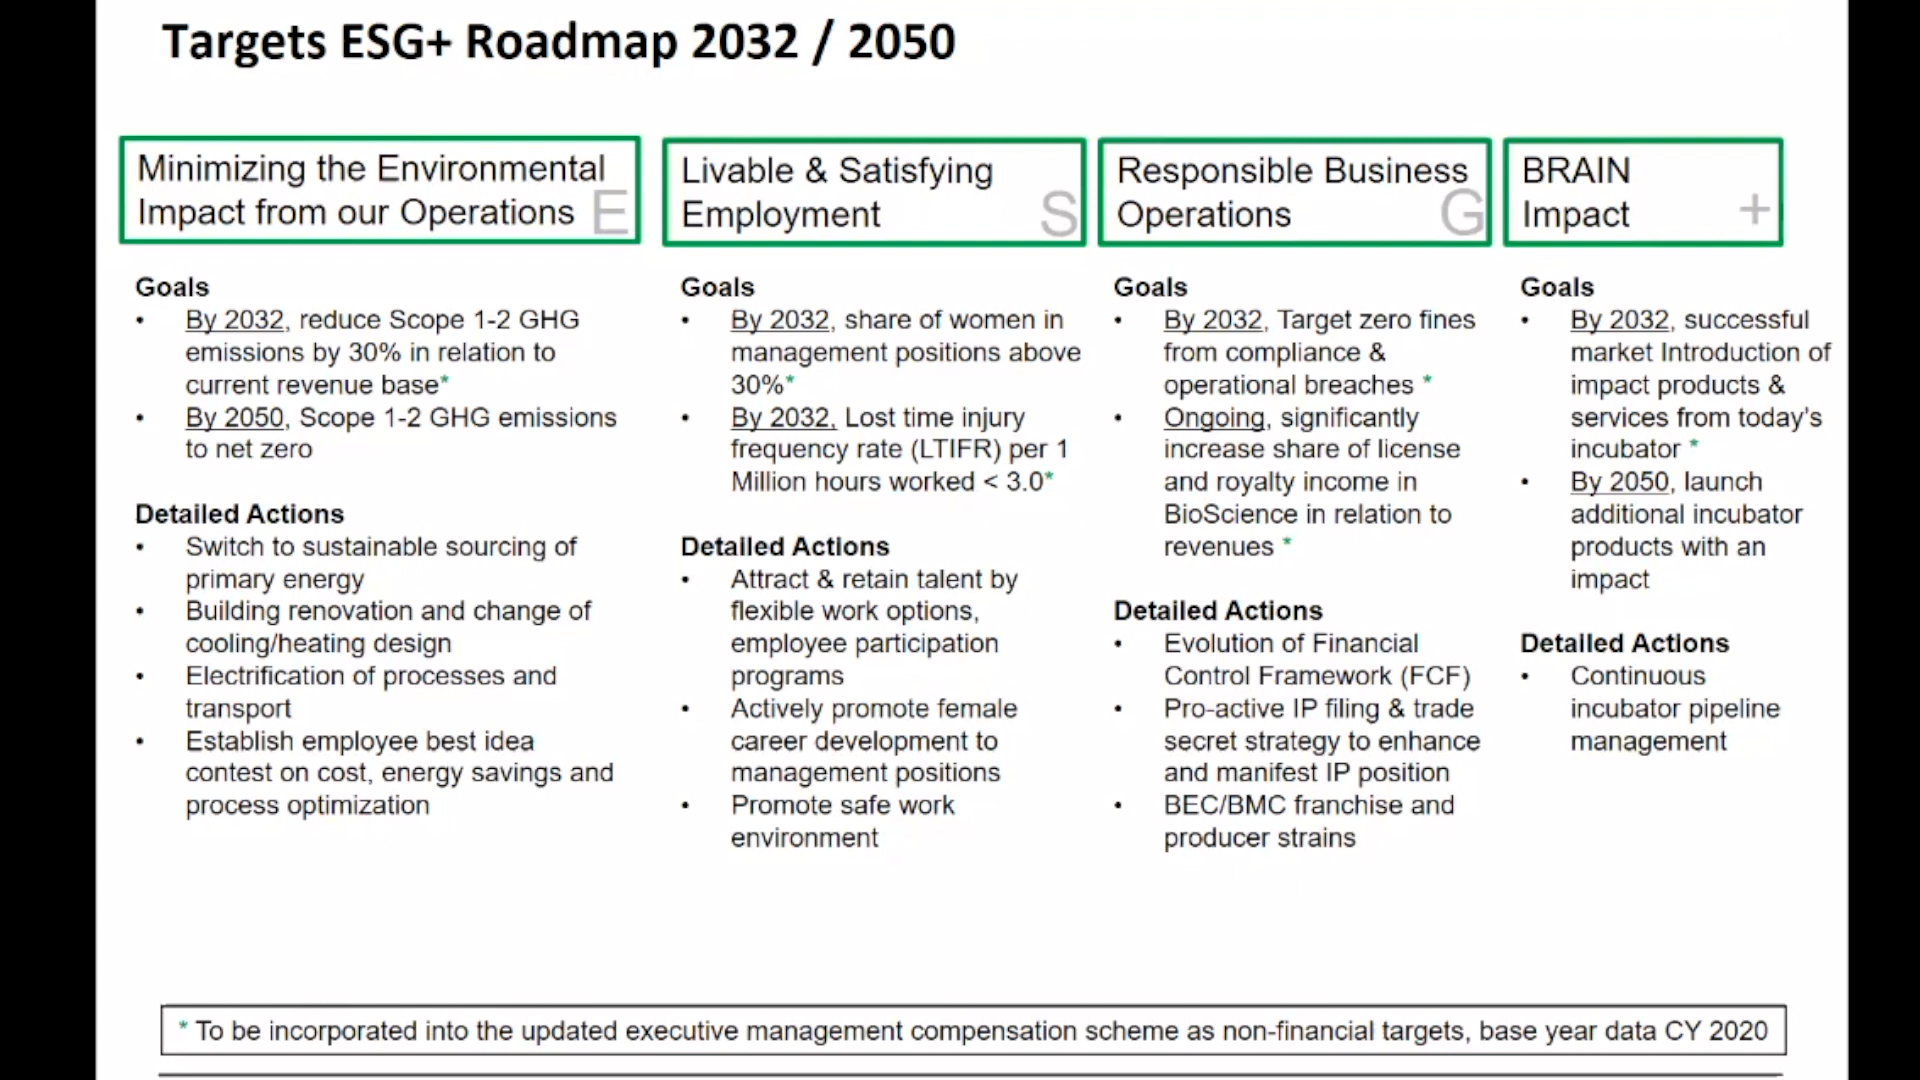 Targets ESG+ Roadmap 2032 / 2050
Minimizing the Environmental
Impact from our Operations E
Goals
• By 2032, reduce Scope 1-2 GHG
emissions by 30% in relation to
current revenue base*
• By 2050, Scope 1-2 GHG emissions
to net zero
Detailed Actions
• Switch to sustainable sourcing of
primary energy
• Building renovation and change of
cooling/heating design
• Electrification of processes and
transport
• Establish employee best idea
contest on cost, energy savings and
process optimization
Livable & Satisfying
Employment S
Goals
• By 2032, share of women in
management positions above
30%*
• By 2032, Lost time injury
frequency rate (LTIFR) per 1
Million hours worked < 3.0*
Detailed Actions
• Attract & retain talent by
flexible work options,
employee participation
programs
• Actively promote female
career development to
management positions
• Promote safe work
environment
Responsible Business
Operations G
Goals
• By 2032, Target zero fines
from compliance &
operational breaches *
• Ongoing, significantly
increase share of license
and royalty income in
BioScience in relation to
revenues *
Detailed Actions
• Evolution of Financial
Control Framework (FCF)
• Pro-active IP filing & trade
secret strategy to enhance
and manifest IP position
• BEC/BMC franchise and
producer strains
BRAIN
Impact +
Goals
• By 2032, successful
market Introduction of
impact products &
services from today's
incubator *
• By 2050, launch
additional incubator
products with an
impact
Detailed Actions
• Continuous
incubator pipeline
management
* To be incorporated into the updated executive management compensation scheme as non-financial targets, base year data CY 2020